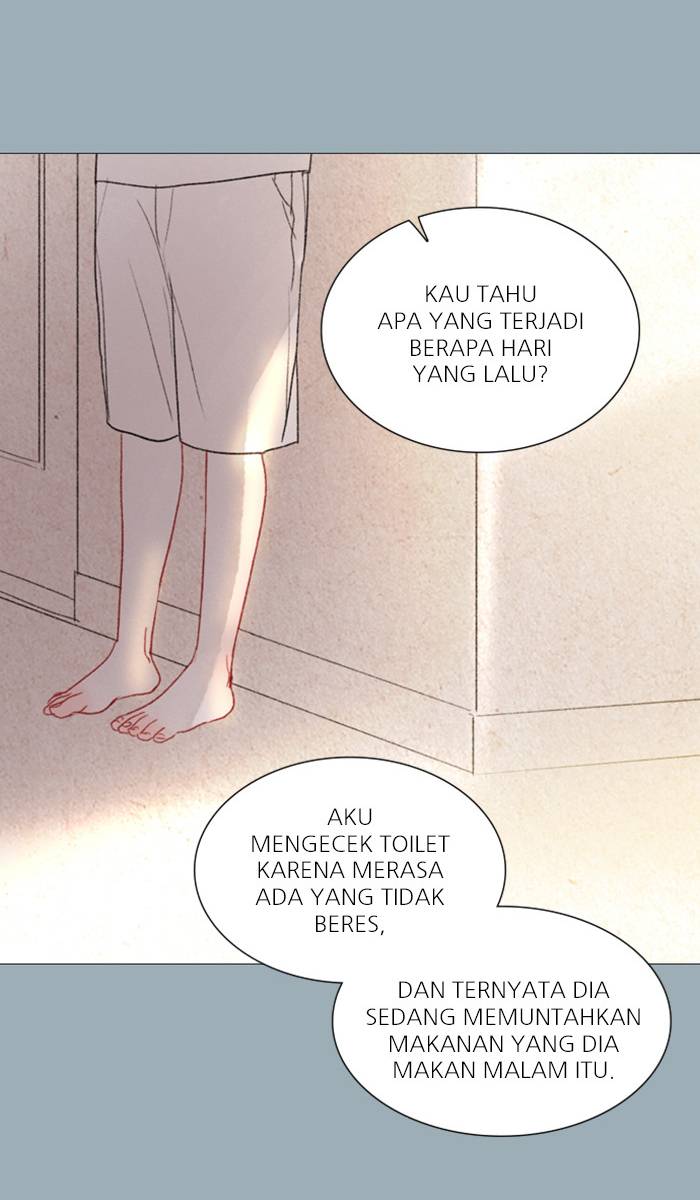 KAU TAHU
APA YANG TERJADI
BERAPA HARI
YANG LALU?
AKU
MENGECEK TOILET
KARENA MERASA
ADA YANG TIDAK
BERES,
DAN TERNYATA DIA
SEDANG MEMUNTAHKAN
MAKANAN YANG DIA
MAKAN MALAM ITU.